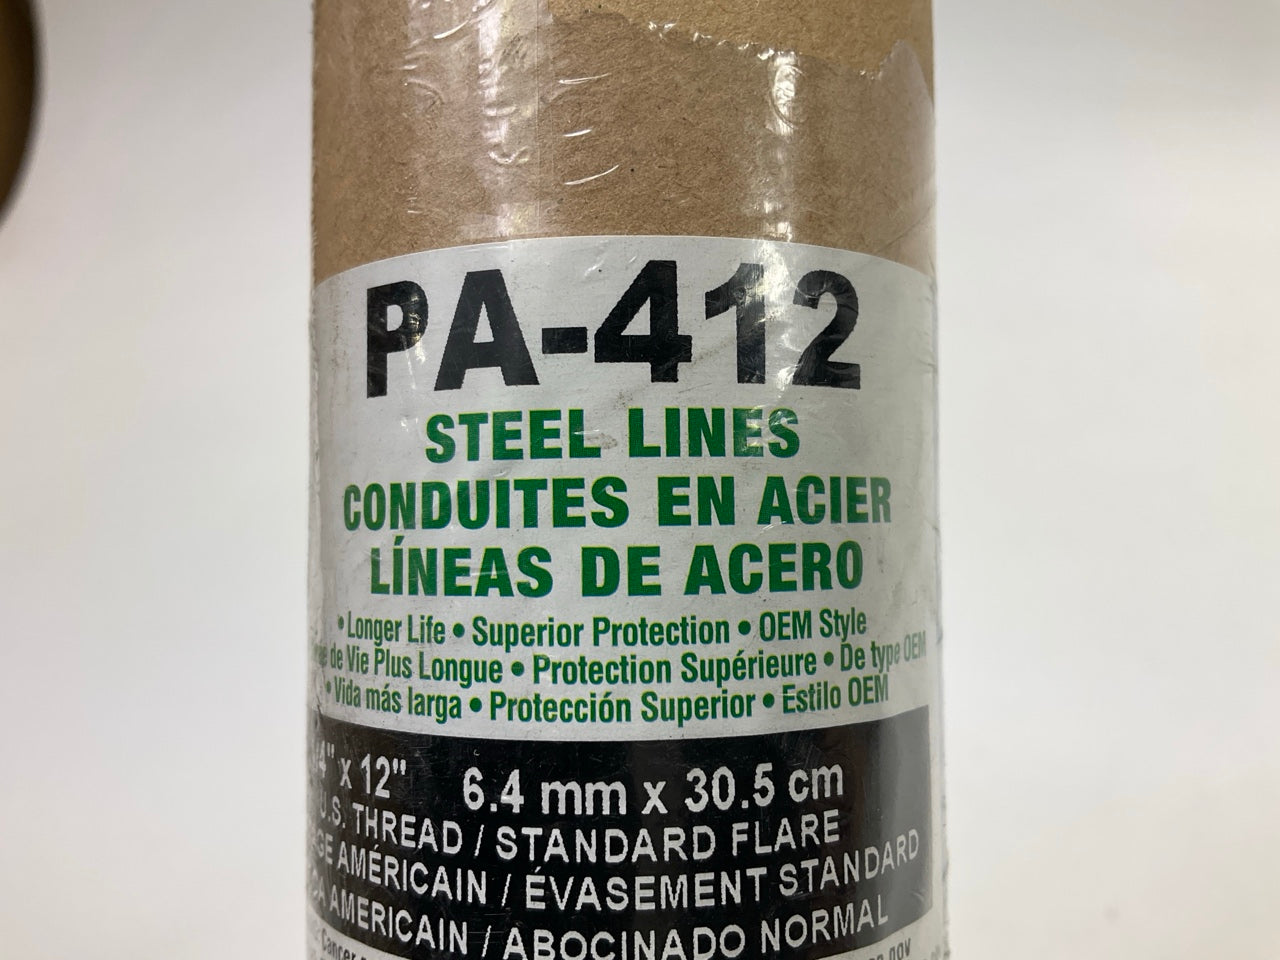 PA-412
STEEL LINES
CONDUITES EN ACIER
LÍNEAS DE ACERO
• Longer Life • Superior Protection • OEM Style
de Vie Plus Longue • Protection Supérieure • De type OEM
• Vida más larga • Protección Superior • Estilo OEM
4" x 12" 6.4 mm x 30.5 cm
U.S. THREAD / STANDARD FLARE
AMÉRICAIN / ÉVASEMENT STANDARD
AMERICAIN / ABOCINADO NORMAL
Cancer